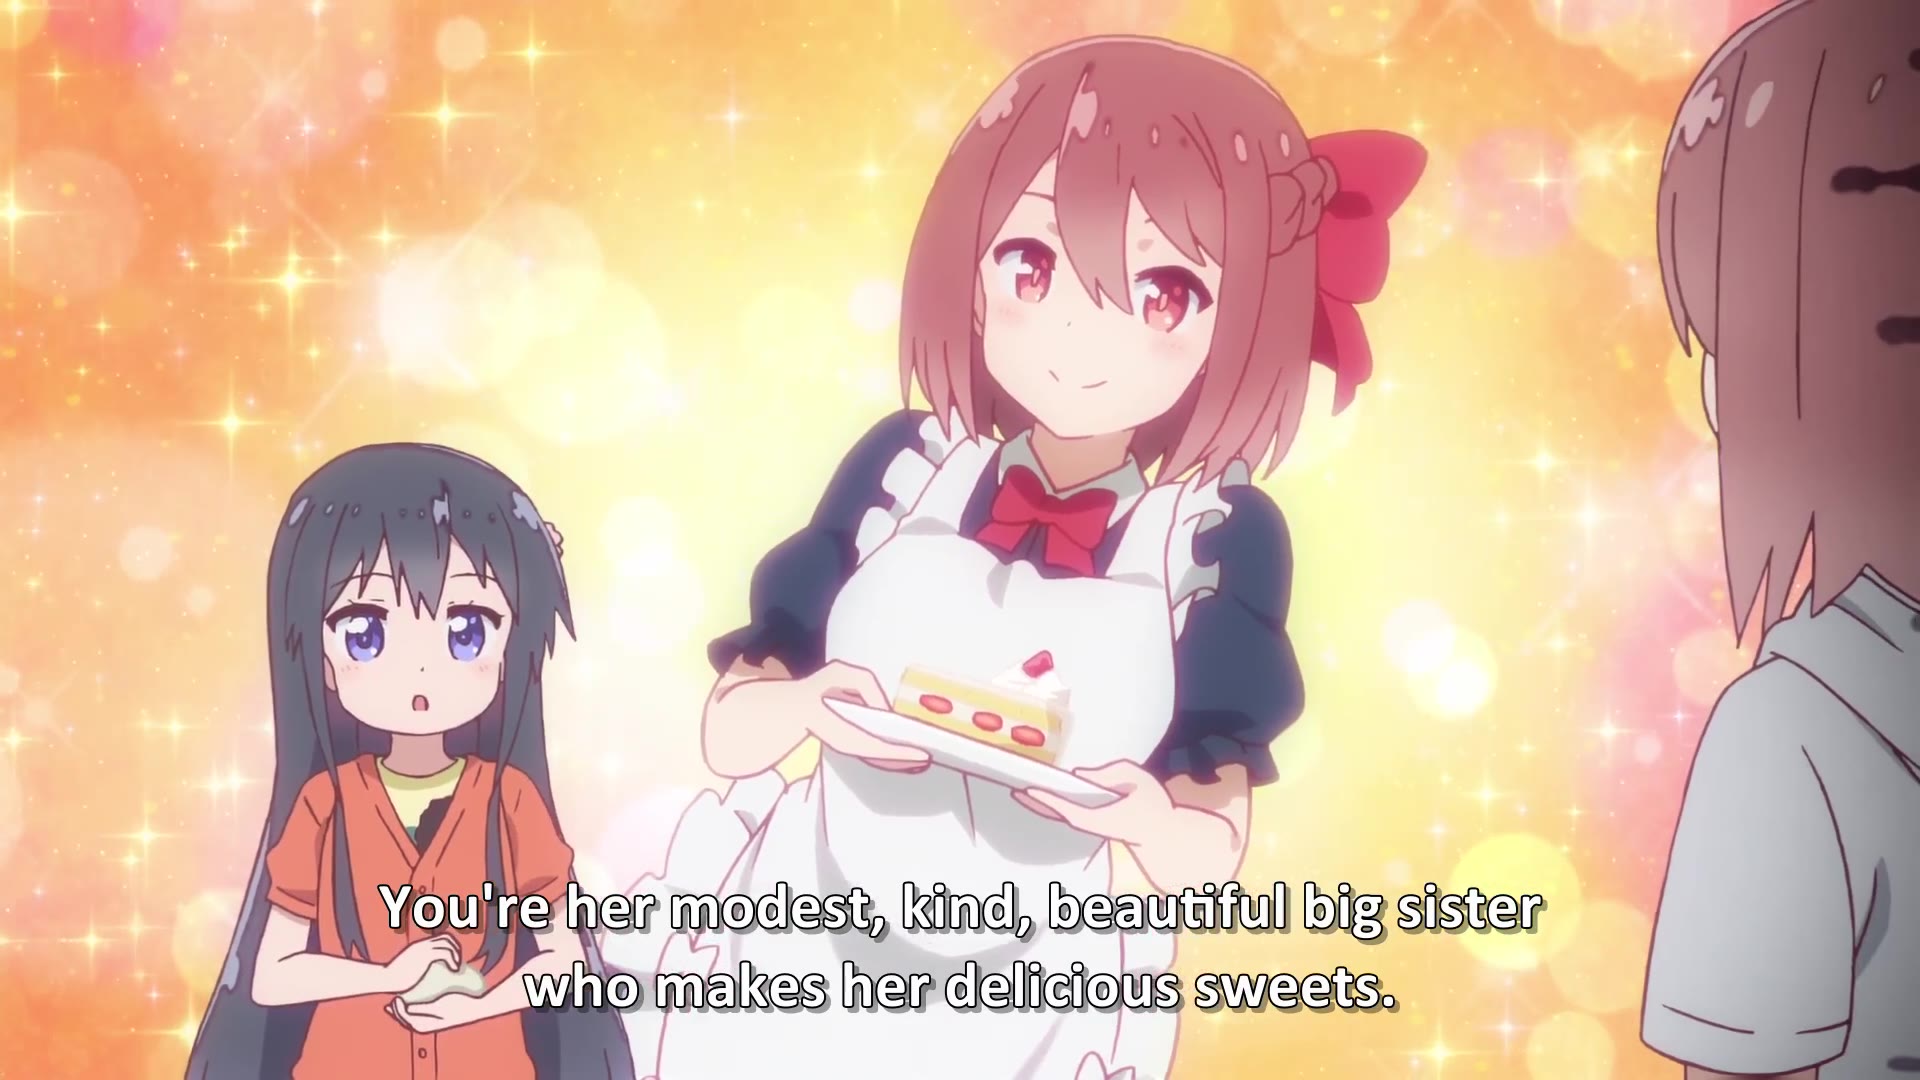 You're her modest, kind, beautiful big sister
who makes her delicious sweets.